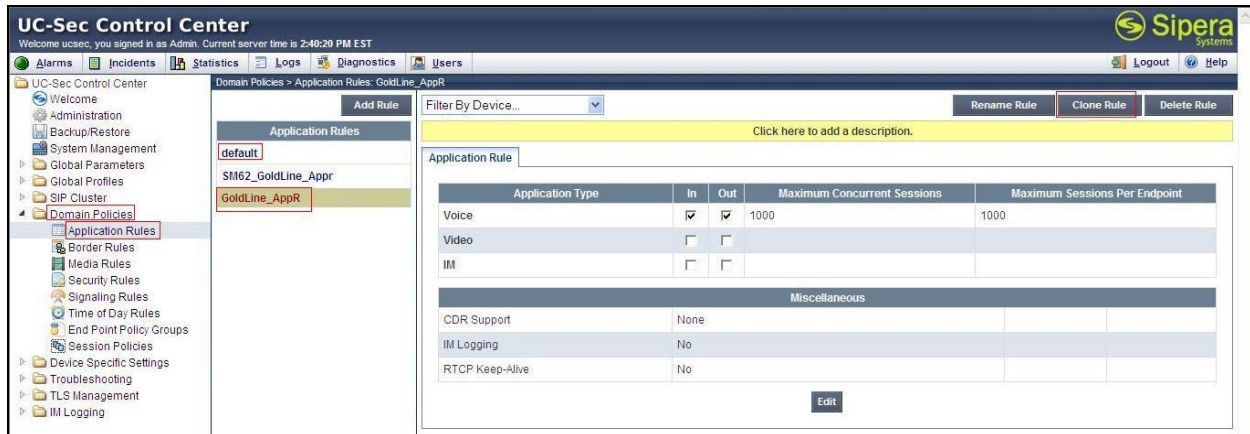 UC-Sec Control Center
Welcome ucsec, you signed in as Admin. Current server time is 2:40:20 PM EST
Sipera
Systems
Alarms Incidents Statistics Logs Diagnostics Users Logout Help
UC-Sec Control Center
Welcome
Administration
Backup/Restore
System Management
Global Parameters
Global Profiles
SIP Cluster
Domain Policies
Application Rules
Border Rules
Media Rules
Security Rules
Signaling Rules
Time of Day Rules
End Point Policy Groups
Session Policies
Device Specific Settings
Troubleshooting
TLS Management
IM Logging
Domain Policies > Application Rules: GoldLine_AppR
Add Rule
Application Rules
default
SM62_GoldLine_Appr
GoldLine_AppR
Filter By Device...
Rename Rule Clone Rule Delete Rule
Click here to add a description.
Application Rule
Application Type In Out Maximum Concurrent Sessions Maximum Sessions Per Endpoint
Voice 1000 1000
Video
IM
Miscellaneous
CDR Support None
IM Logging No
RTCP Keep-Alive No
Edit